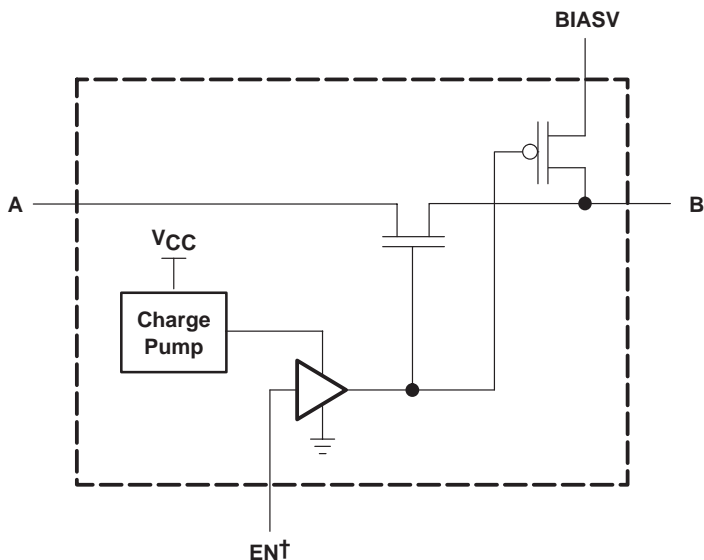 BIASV
A
B
VCC
Charge
Pump
EN†